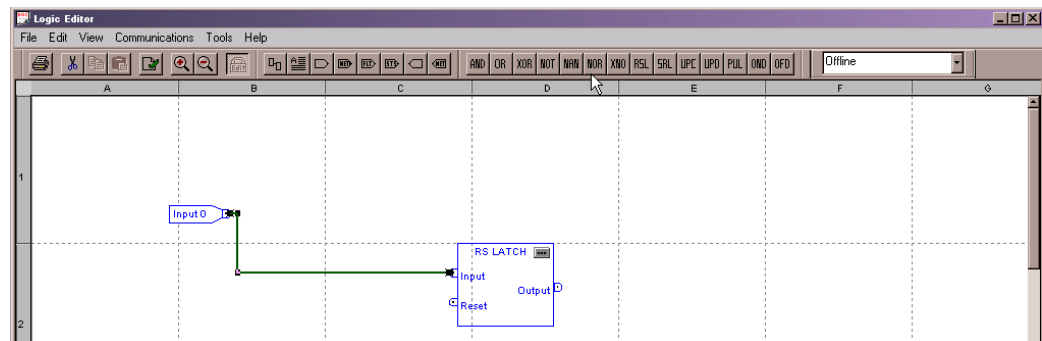 Logic Editor
File Edit View Communications Tools Help
Edit AND OR XOR NOT NAN NOR XNO RSL SRL UPC UPD PUL OND OFD Offline
A B C D E F G
1
Input 0
RS LATCH
Input
Output
Reset
2